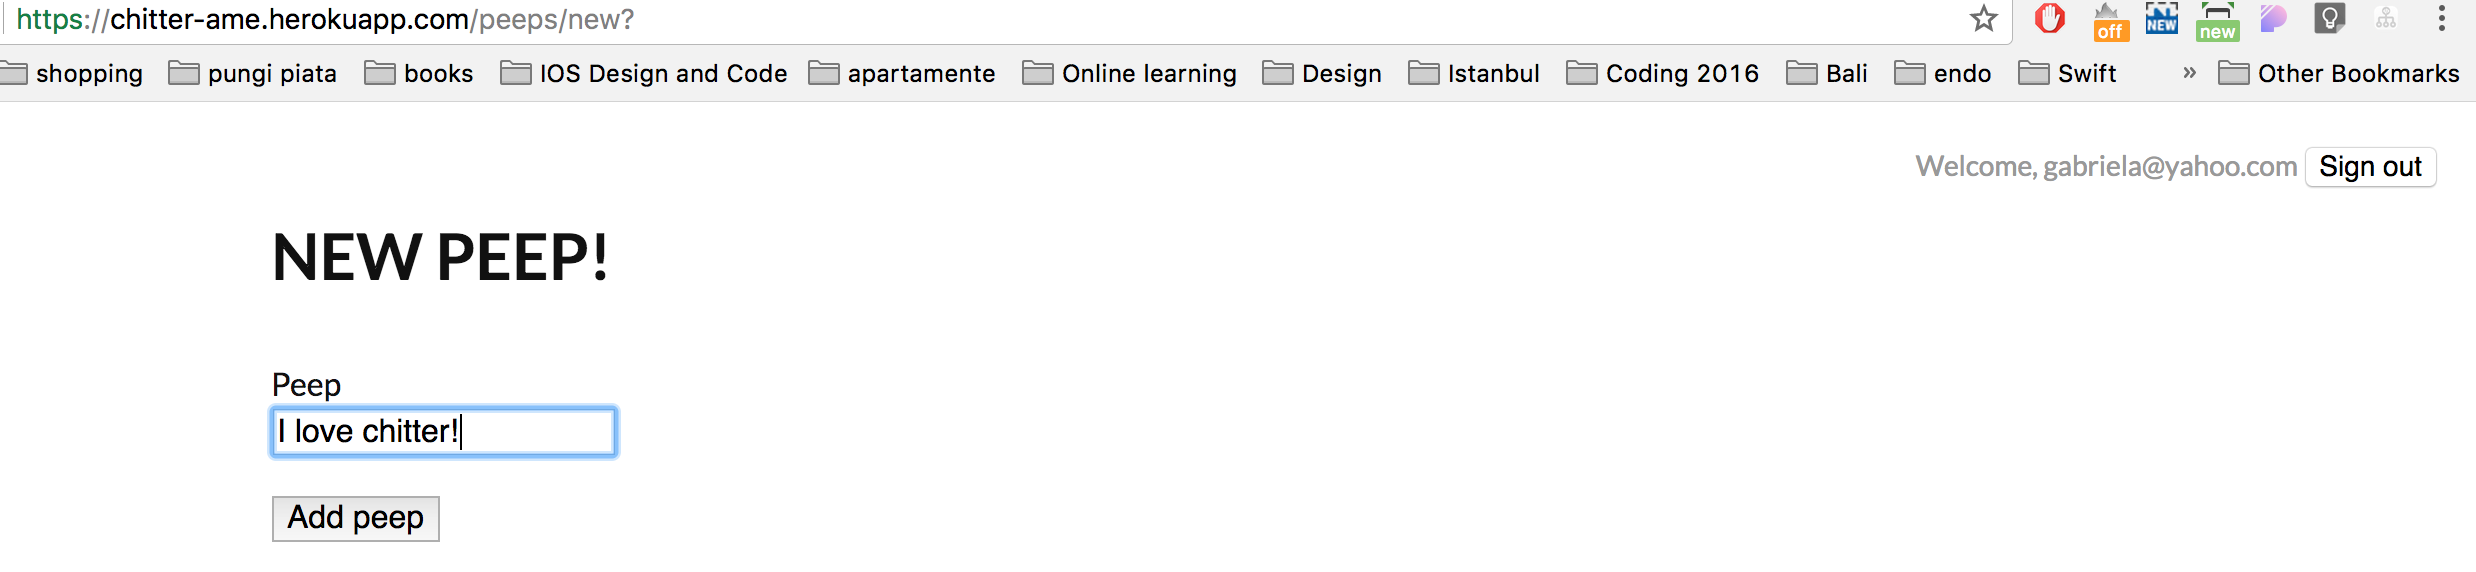 https://chitter-ame.herokuapp.com/peeps/new?
off NEW new
shopping pungi piata books IOS Design and Code apartamente Online learning Design Istanbul Coding 2016 Bali endo Swift » Other Bookmarks
Welcome, gabriela@yahoo.com Sign out
NEW PEEP!
Peep
I love chitter!
Add peep